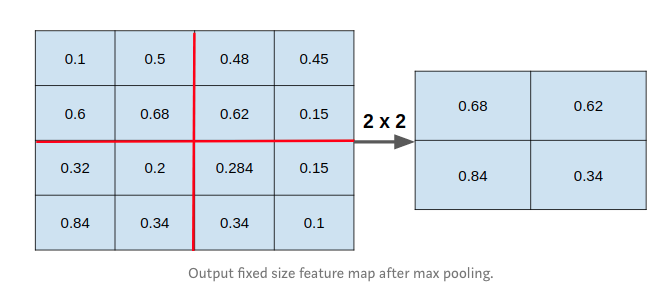 0.1 0.5 0.48 0.45
0.6 0.68 0.62 0.15
0.32 0.2 0.284 0.15
0.84 0.34 0.34 0.1
2 x 2
0.68 0.62
0.84 0.34
Output fixed size feature map after max pooling.